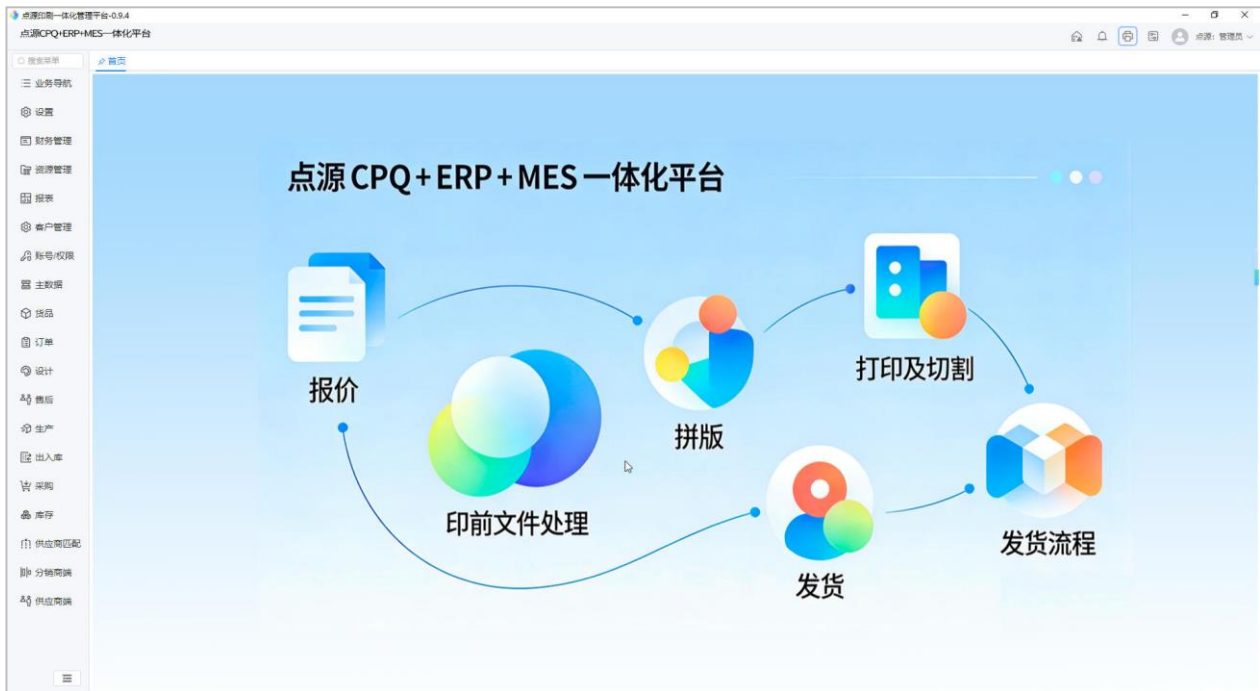 点源印刷一体化管理平台-0.9.4
点源CPQ+ERP+MES一体化平台
点源：管理员
搜索菜单
首页
业务导航
设置
财务管理
资源管理
报表
客户管理
账号/权限
主数据
货品
订单
设计
售后
生产
出入库
采购
库存
供应商匹配
分销商端
供应商端
点源 CPQ+ERP+MES 一体化平台
报价
印前文件处理
拼版
打印及切割
发货
发货流程